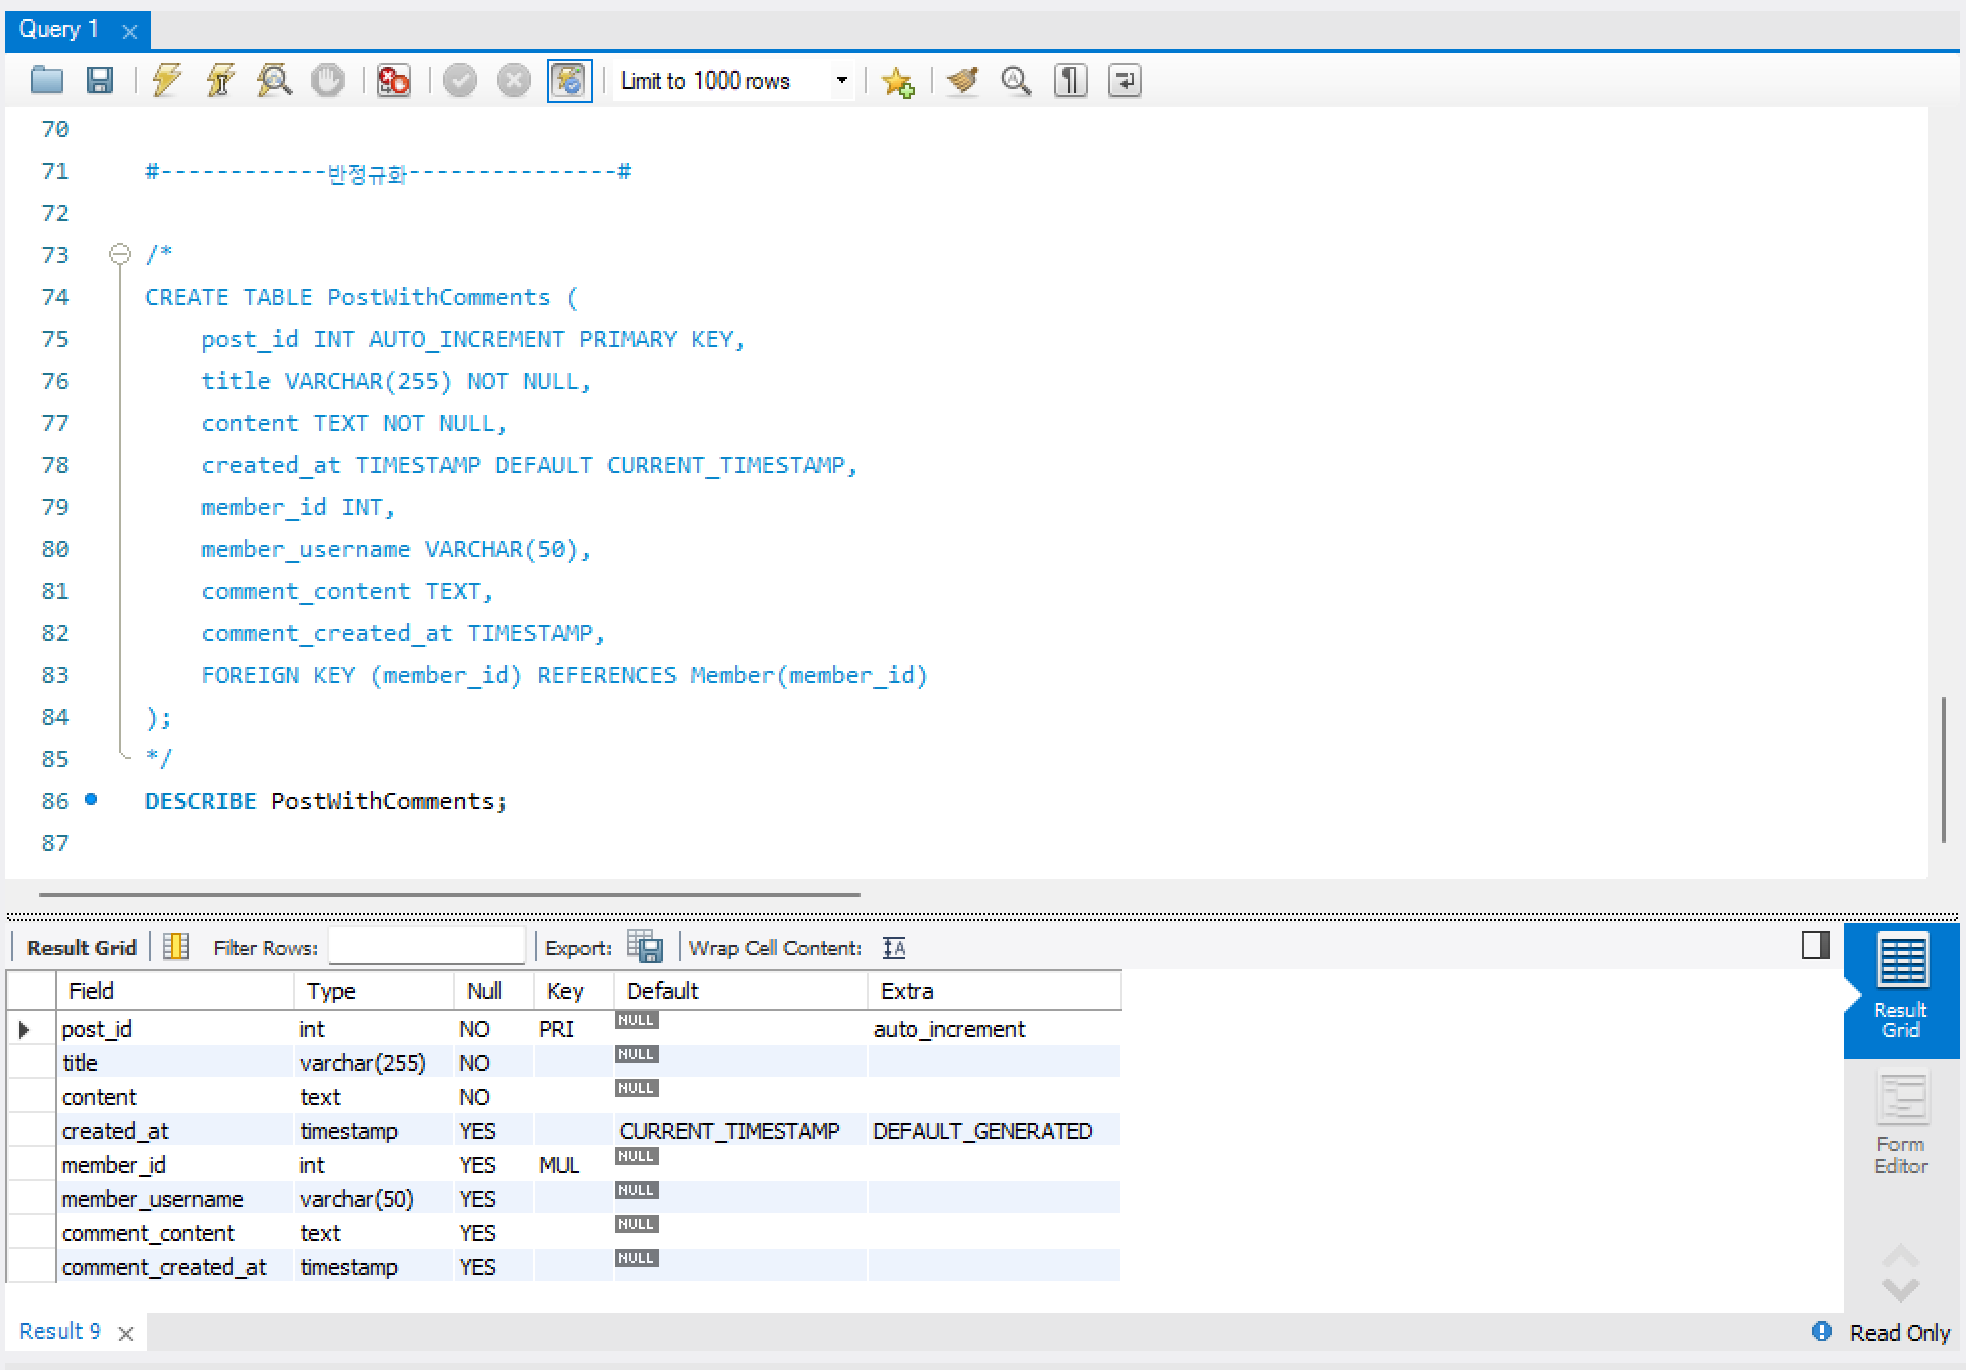 Query 1
Limit to 1000 rows
70
71 #------------반정규화---------------#
72
73 /*
74 CREATE TABLE PostWithComments (
75 post_id INT AUTO_INCREMENT PRIMARY KEY,
76 title VARCHAR(255) NOT NULL,
77 content TEXT NOT NULL,
78 created_at TIMESTAMP DEFAULT CURRENT_TIMESTAMP,
79 member_id INT,
80 member_username VARCHAR(50),
81 comment_content TEXT,
82 comment_created_at TIMESTAMP,
83 FOREIGN KEY (member_id) REFERENCES Member(member_id)
84 );
85 */
86 DESCRIBE PostWithComments;
87
Result Grid Filter Rows: Export: Wrap Cell Content:
Field Type Null Key Default Extra
post_id int NO PRI NULL auto_increment
title varchar(255) NO NULL
content text NO NULL
created_at timestamp YES CURRENT_TIMESTAMP DEFAULT_GENERATED
member_id int YES MUL NULL
member_username varchar(50) YES NULL
comment_content text YES NULL
comment_created_at timestamp YES NULL
Result
Grid
Form
Editor
Result 9
Read Only